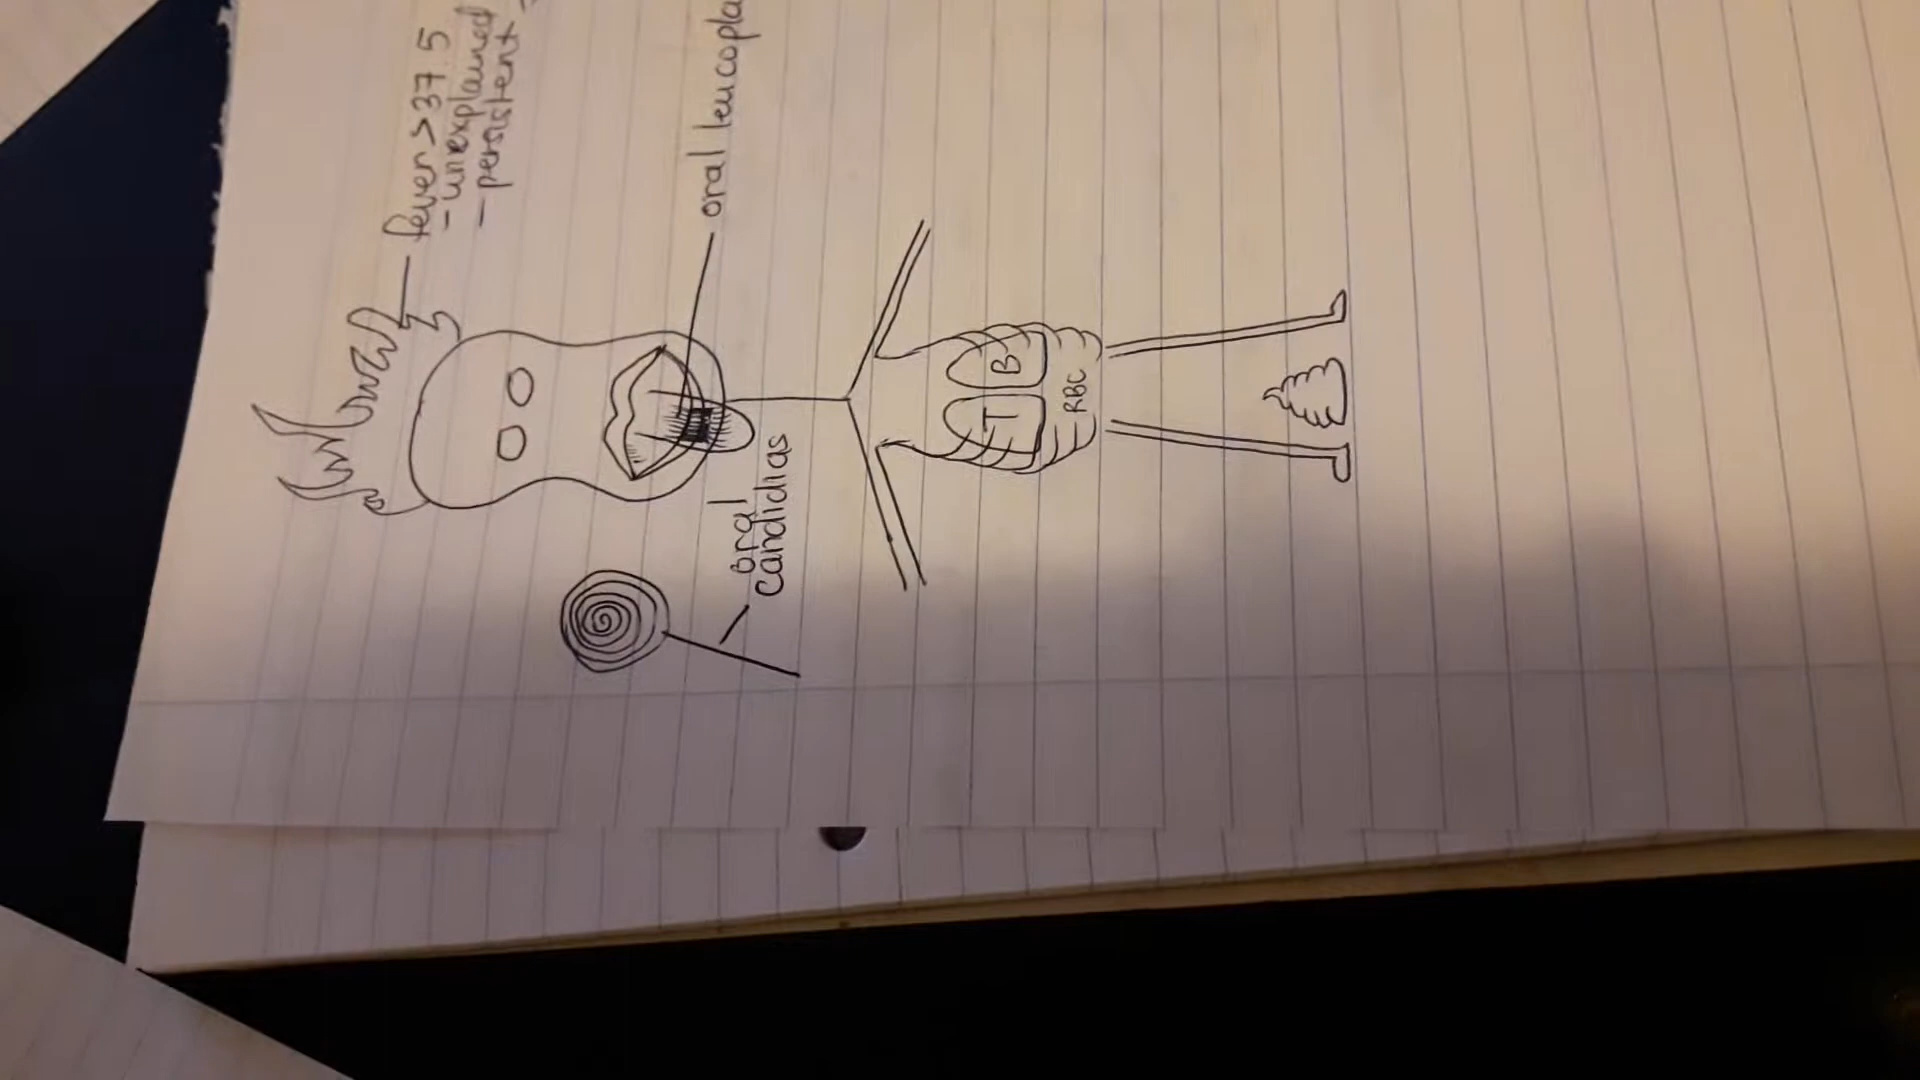 fever > 37.5
- unexplained
- persistent
oral leucopla
oral
candidias
T B
RBC